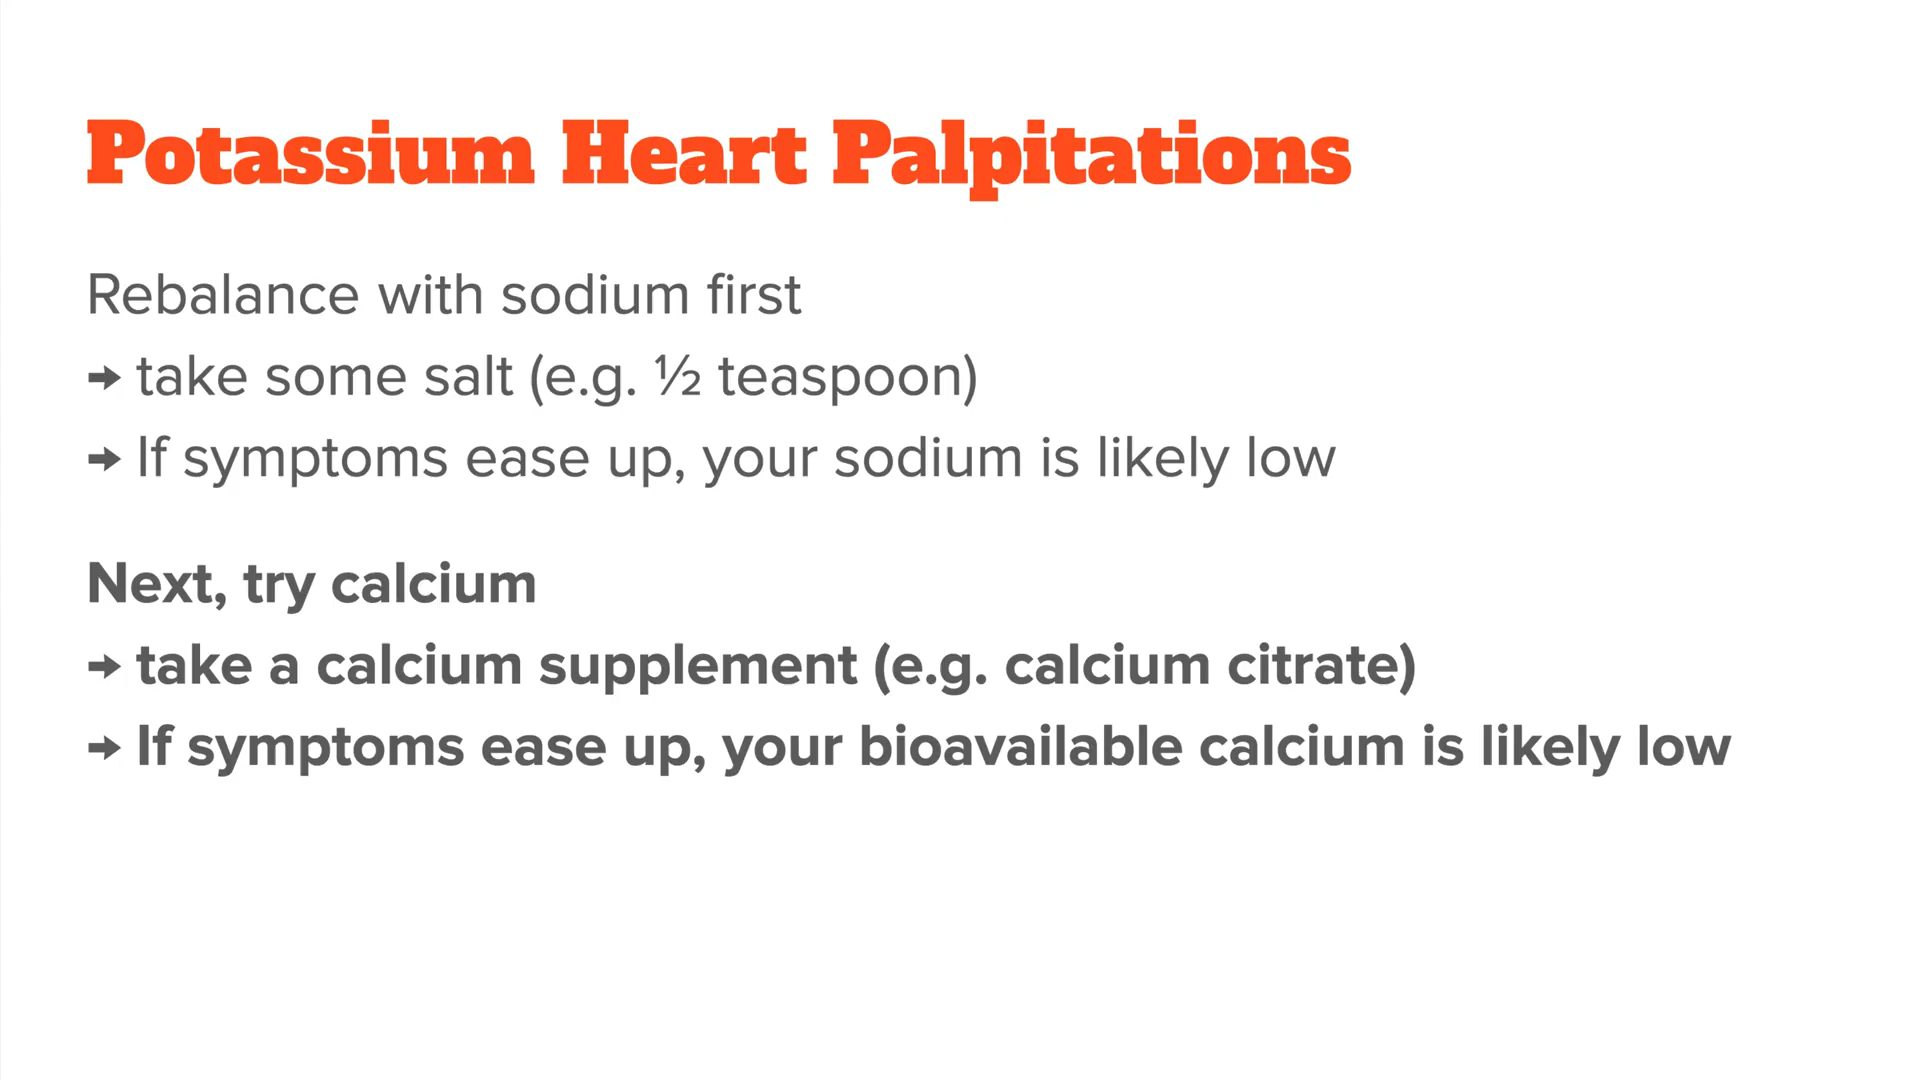 Potassium Heart Palpitations
Rebalance with sodium first
➞ take some salt (e.g. ½ teaspoon)
➞ If symptoms ease up, your sodium is likely low
Next, try calcium
➞ take a calcium supplement (e.g. calcium citrate)
➞ If symptoms ease up, your bioavailable calcium is likely low